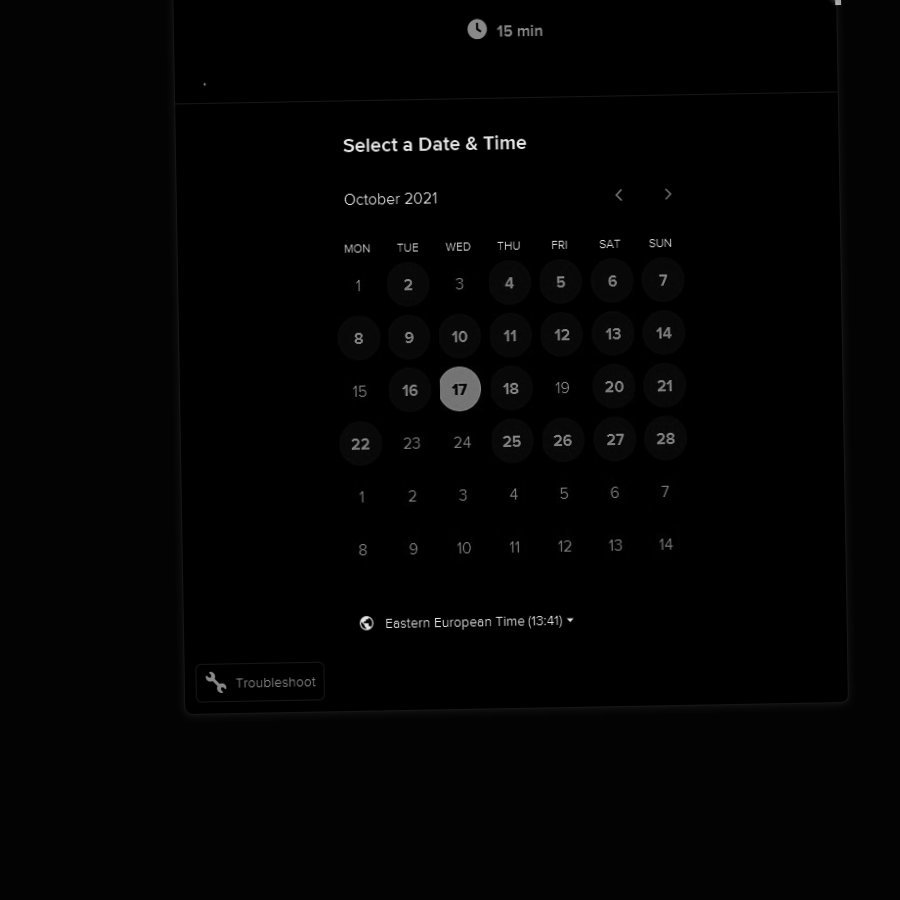 15 min
Select a Date & Time
October 2021
MON TUE WED THU FRI SAT SUN
1 2 3 4 5 6 7
8 9 10 11 12 13 14
15 16 17 18 19 20 21
22 23 24 25 26 27 28
1 2 3 4 5 6 7
8 9 10 11 12 13 14
Eastern European Time (13:41)
Troubleshoot